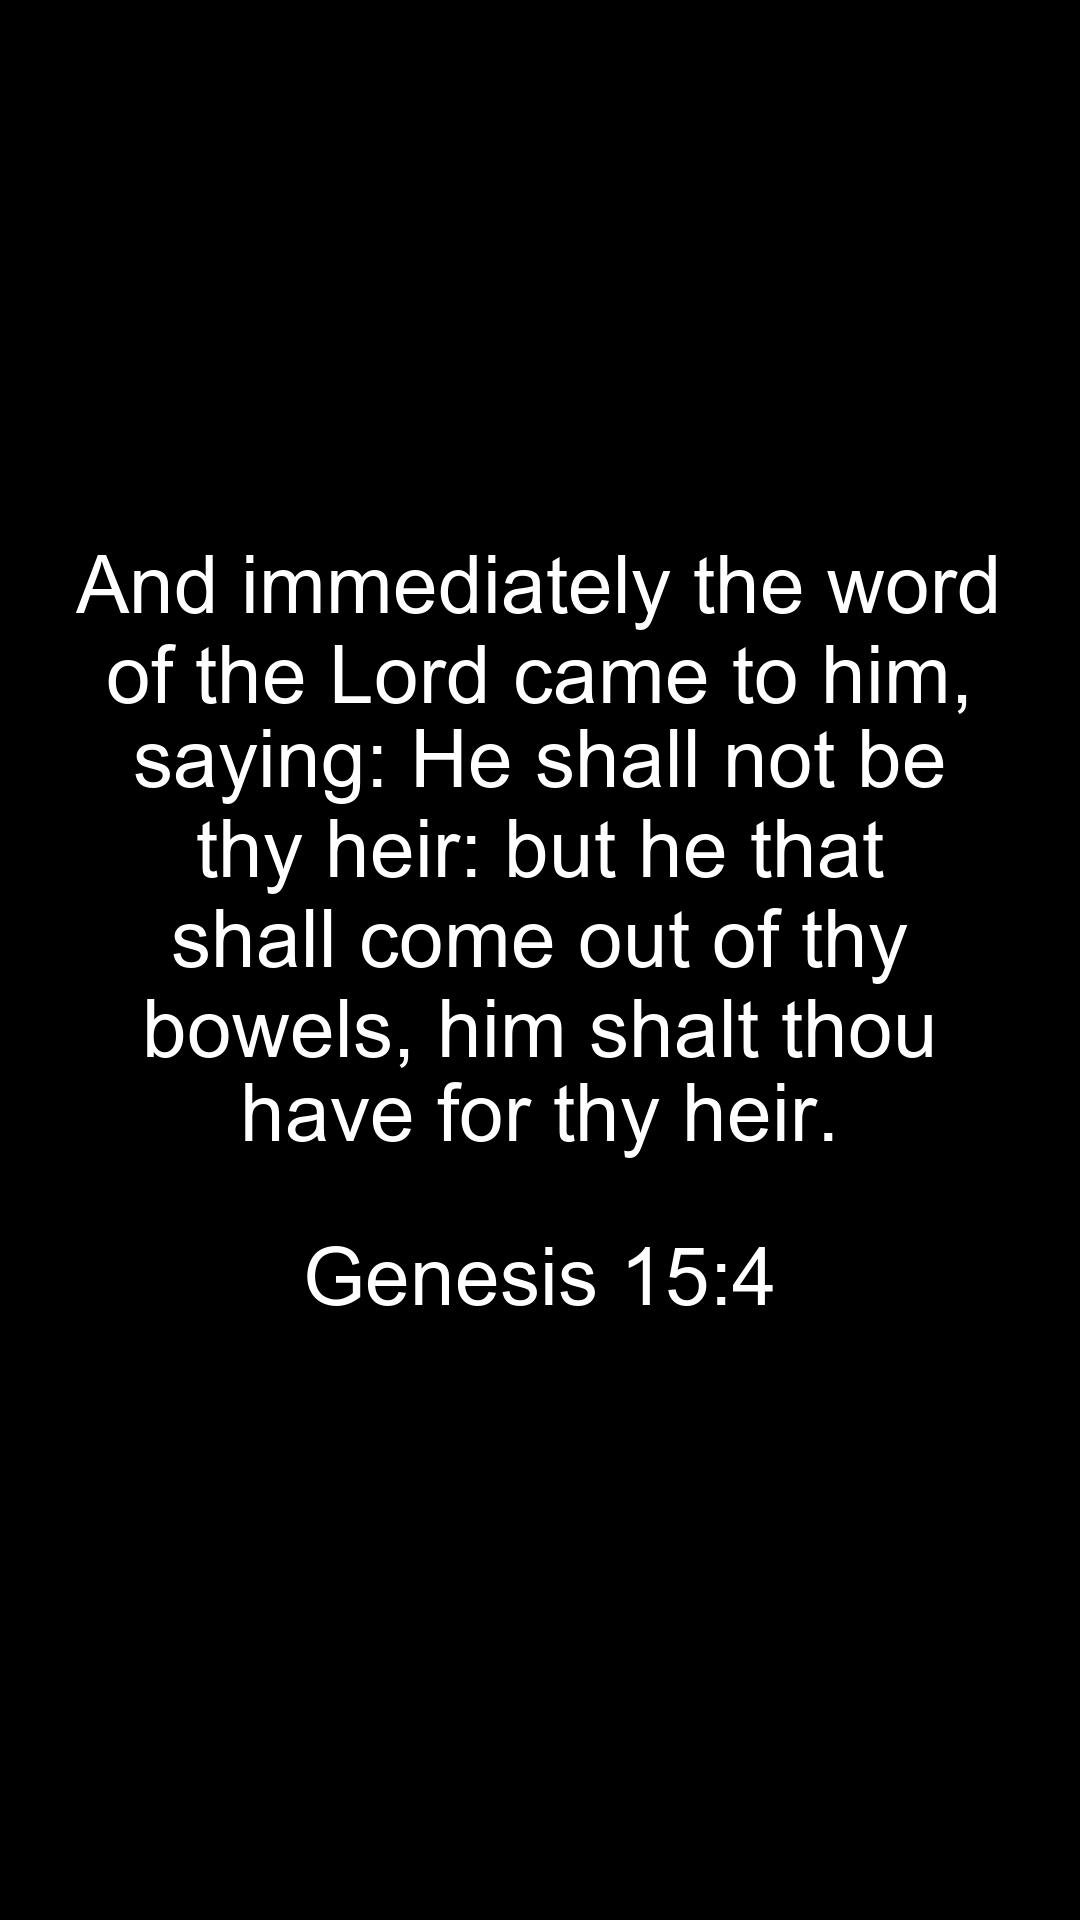 And immediately the word
of the Lord came to him,
saying: He shall not be
thy heir: but he that
shall come out of thy
bowels, him shalt thou
have for thy heir.
Genesis 15:4